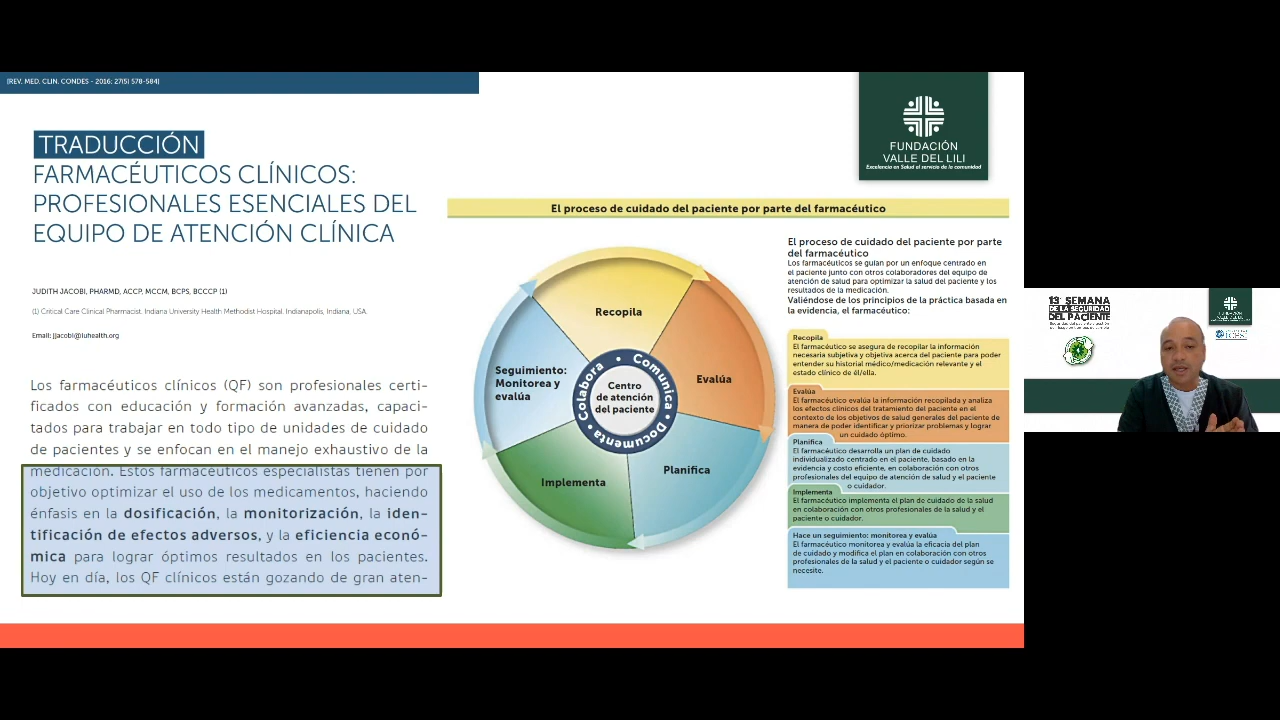 (REV. MED. CLIN. CONDES - 2016; 27(5) 578-584)
TRADUCCIÓN
FARMACÉUTICOS CLÍNICOS:
PROFESIONALES ESENCIALES DEL
EQUIPO DE ATENCIÓN CLÍNICA
JUDITH JACOBI, PHARMD, ACCP, MCCM, BCPS, BCCCP (1)
(1) Critical Care Clinical Pharmacist. Indiana University Health Methodist Hospital, Indianapolis, Indiana, USA.
Email: jjacobi@iuhealth.org
Los farmacéuticos clínicos (QF) son profesionales certi-
ficados con educación y formación avanzadas, capaci-
tados para trabajar en todo tipo de unidades de cuidado
de pacientes y se enfocan en el manejo exhaustivo de la
medicación. Estos farmacéuticos especialistas tienen por
objetivo optimizar el uso de los medicamentos, haciendo
énfasis en la dosificación, la monitorización, la iden-
tificación de efectos adversos, y la eficiencia econó-
mica para lograr óptimos resultados en los pacientes.
Hoy en día, los QF clínicos están gozando de gran aten-
FUNDACIÓN
VALLE DEL LILI
Excelencia en Salud al servicio de la comunidad
El proceso de cuidado del paciente por parte del farmacéutico
Recopila
Evalúa
Planifica
Implementa
Seguimiento:
Monitorea y
evalúa
Colabora • Comunica • Documenta •
Centro
de atención
del paciente
El proceso de cuidado del paciente por parte
del farmacéutico
Los farmacéuticos se guían por un enfoque centrado en
el paciente junto con otros colaboradores del equipo de
atención de salud para optimizar la salud del paciente y los
resultados de la medicación.
Valiéndose de los principios de la práctica basada en
la evidencia, el farmacéutico:
Recopila
El farmacéutico se asegura de recopilar la información
necesaria subjetiva y objetiva acerca del paciente para poder
entender su historial médico/medicación relevante y el
estado clínico de él/ella.
Evalúa
El farmacéutico evalúa la información recopilada y analiza
los efectos clínicos del tratamiento del paciente en el
contexto de los objetivos de salud generales del paciente de
manera de poder identificar y priorizar problemas y lograr
un cuidado óptimo.
Planifica
El farmacéutico desarrolla un plan de cuidado
individualizado centrado en el paciente, basado en la
evidencia y costo eficiente, en colaboración con otros
profesionales del equipo de atención de salud y el paciente
o cuidador.
Implementa
El farmacéutico implementa el plan de cuidado de la salud
en colaboración con otros profesionales de la salud y el
paciente o cuidador.
Hace un seguimiento: monitorea y evalúa
El farmacéutico monitorea y evalúa la eficacia del plan
de cuidado y modifica el plan en colaboración con otros
profesionales de la salud y el paciente o cuidador según se
necesite.
13ª SEMANA
DE LA SEGURIDAD
DEL PACIENTE
FUNDACIÓN
VALLE DEL LILI